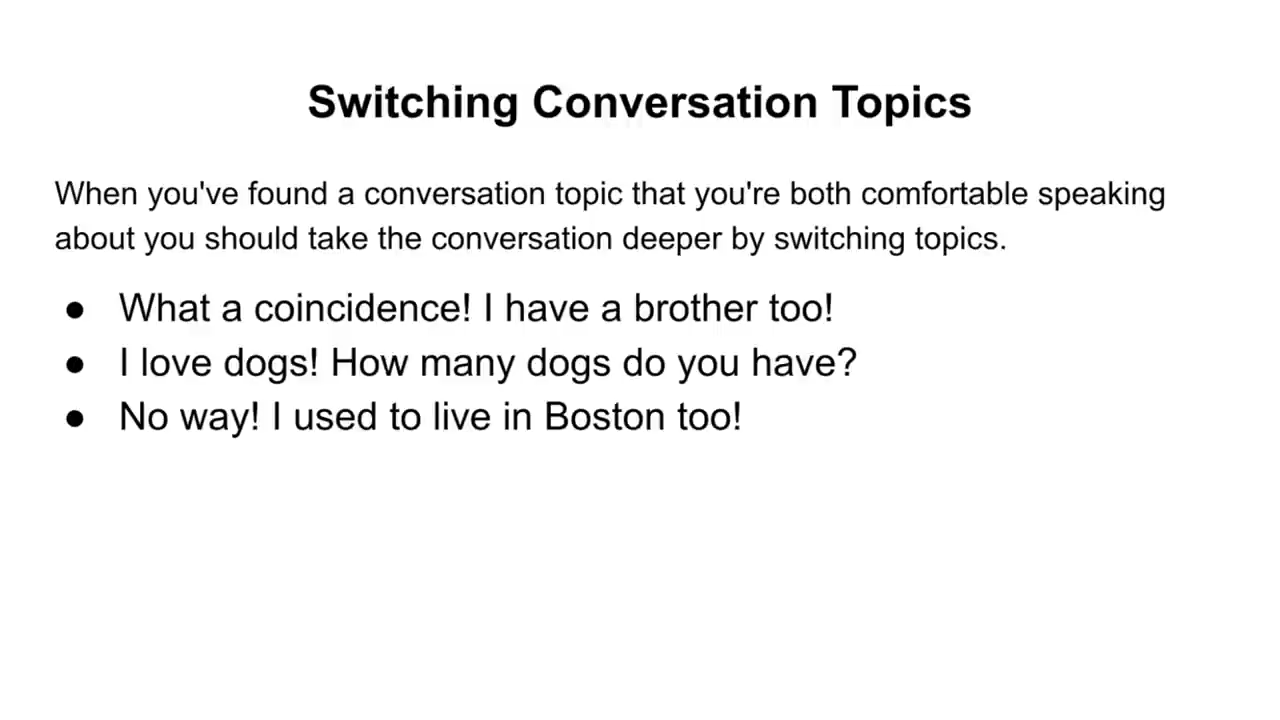 Switching Conversation Topics
When you've found a conversation topic that you're both comfortable speaking
about you should take the conversation deeper by switching topics.
● What a coincidence! I have a brother too!
● I love dogs! How many dogs do you have?
● No way! I used to live in Boston too!